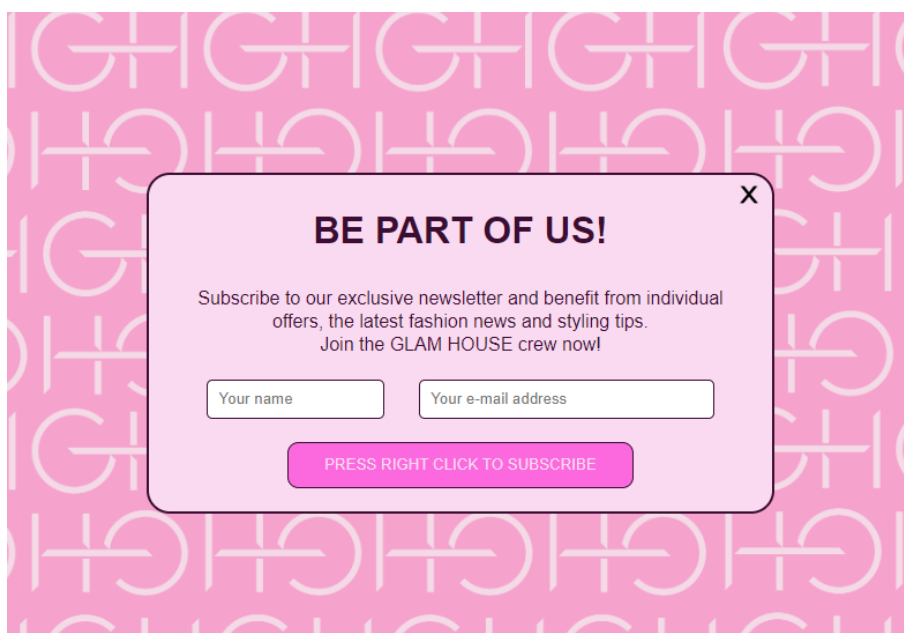 X
BE PART OF US!
Subscribe to our exclusive newsletter and benefit from individual
offers, the latest fashion news and styling tips.
Join the GLAM HOUSE crew now!
Your name
Your e-mail address
PRESS RIGHT CLICK TO SUBSCRIBE